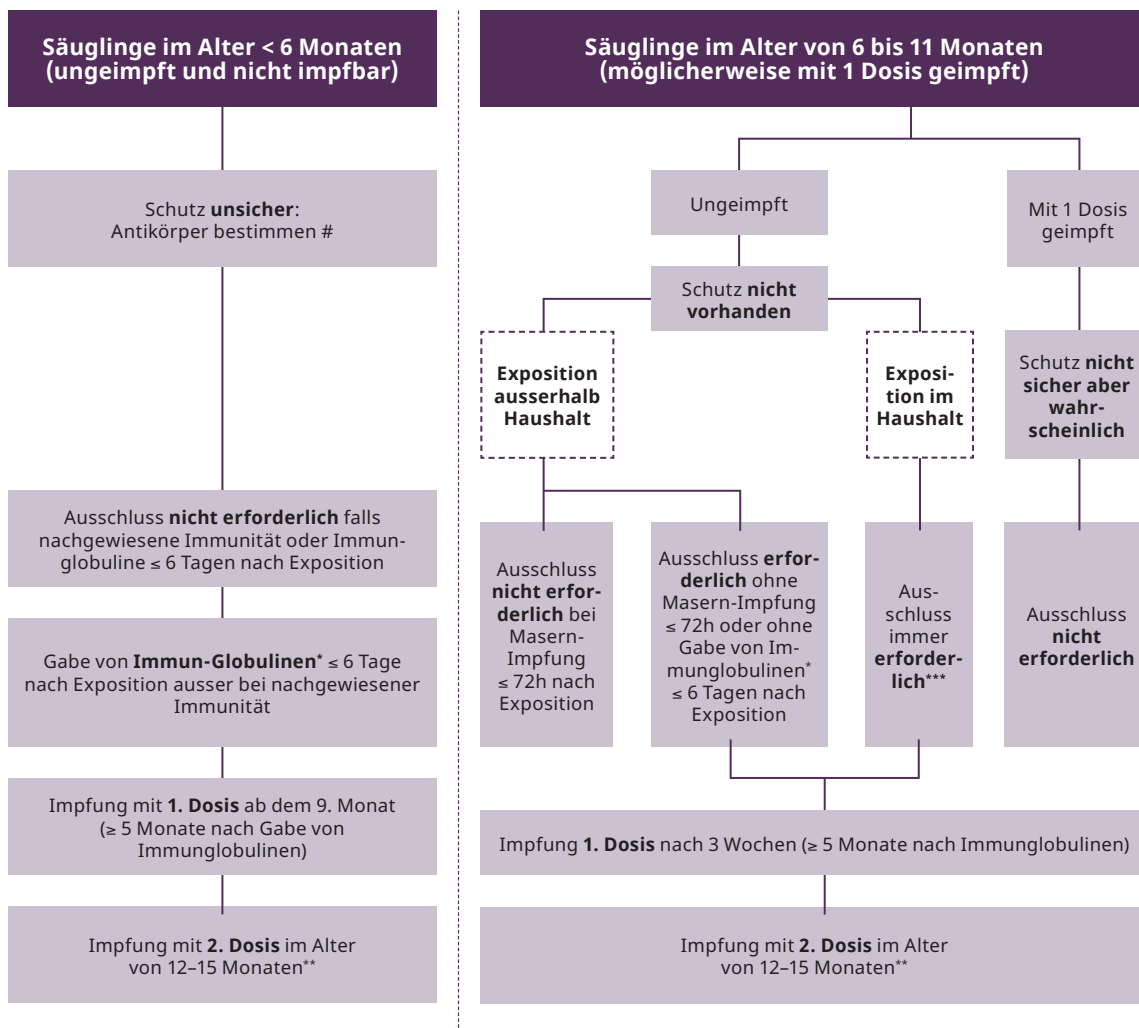 Säuglinge im Alter < 6 Monaten
(ungeimpft und nicht impfbar)
Schutz unsicher:
Antikörper bestimmen #
Ausschluss nicht erforderlich falls
nachgewiesene Immunität oder Immun-
globuline ≤ 6 Tagen nach Exposition
Gabe von Immun-Globulinen* ≤ 6 Tage
nach Exposition ausser bei nachgewiesener
Immunität
Impfung mit 1. Dosis ab dem 9. Monat
(≥ 5 Monate nach Gabe von
Immunglobulinen)
Impfung mit 2. Dosis im Alter
von 12–15 Monaten**
Säuglinge im Alter von 6 bis 11 Monaten
(möglicherweise mit 1 Dosis geimpft)
Ungeimpft
Mit 1 Dosis
geimpft
Schutz nicht
vorhanden
Exposition
ausserhalb
Haushalt
Exposi-
tion im
Haushalt
Schutz nicht
sicher aber
wahr-
scheinlich
Ausschluss
nicht erfor-
derlich bei
Masern-
Impfung
≤ 72h nach
Exposition
Ausschluss erfor-
derlich ohne
Masern-Impfung
≤ 72h oder ohne
Gabe von Im-
munglobulinen*
≤ 6 Tagen nach
Exposition
Aus-
schluss
immer
erforder-
lich***
Ausschluss
nicht
erforderlich
Impfung 1. Dosis nach 3 Wochen (≥ 5 Monate nach Immunglobulinen)
Impfung mit 2. Dosis im Alter
von 12–15 Monaten**